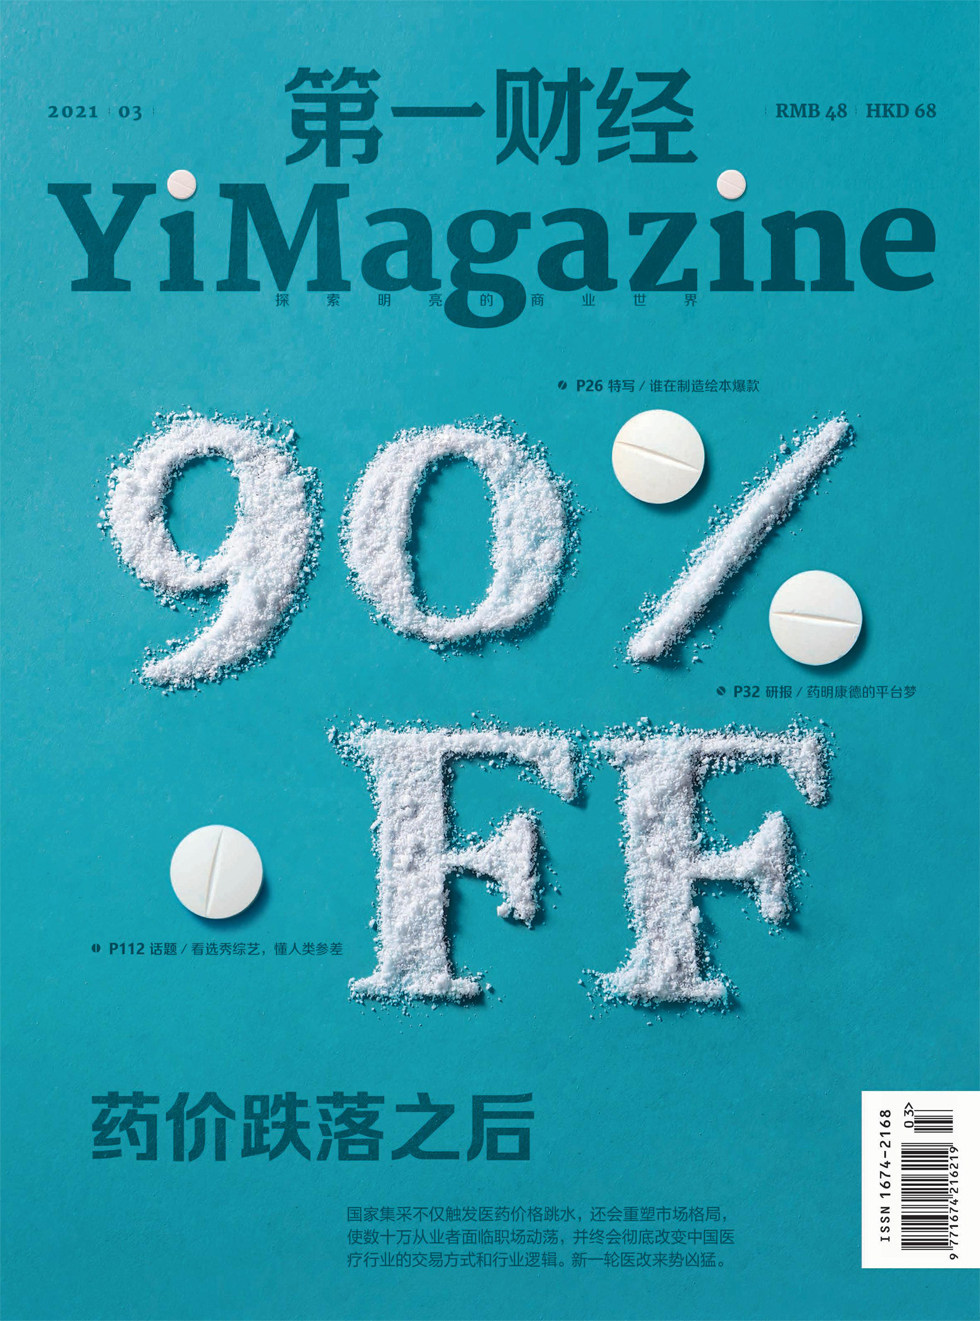 2021 | 03 |
第一财经
| RMB 48 | HKD 68
YiMagazine
探索明亮的商业世界
P26 特写 / 谁在制造绘本爆款
90%
P32 研报 / 药明康德的平台梦
FF
P112 话题 / 看选秀综艺，懂人类参差
药价跌落之后
国家集采不仅触发医药价格跳水，还会重塑市场格局，
使数十万从业者面临职场动荡，并终会彻底改变中国医
疗行业的交易方式和行业逻辑。新一轮医改来势凶猛。
ISSN 1674-2168
03>
9 771674 216219